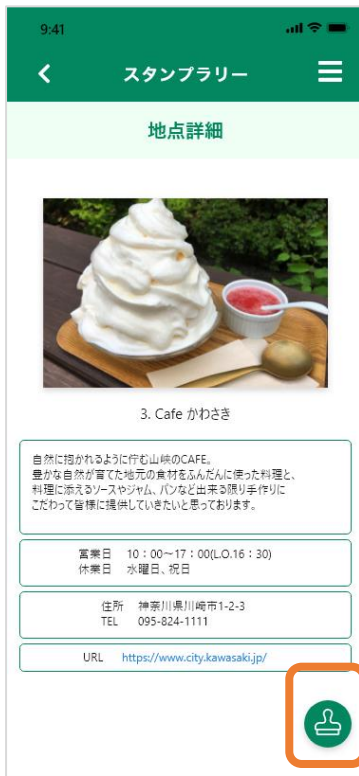 9:41
スタンプラリー
地点詳細
3. Cafe かわさき
自然に抱かれるように佇む山峡のCAFE。
豊かな自然が育てた地元の食材をふんだんに使った料理と、
料理に添えるソースやジャム、パンなど出来る限り手作りに
こだわって皆様に提供していきたいと思っております。
営業日 10：00～17：00(L.O.16：30)
休業日 水曜日、祝日
住所 神奈川県川崎市1-2-3
TEL 095-824-1111
URL https://www.city.kawasaki.jp/